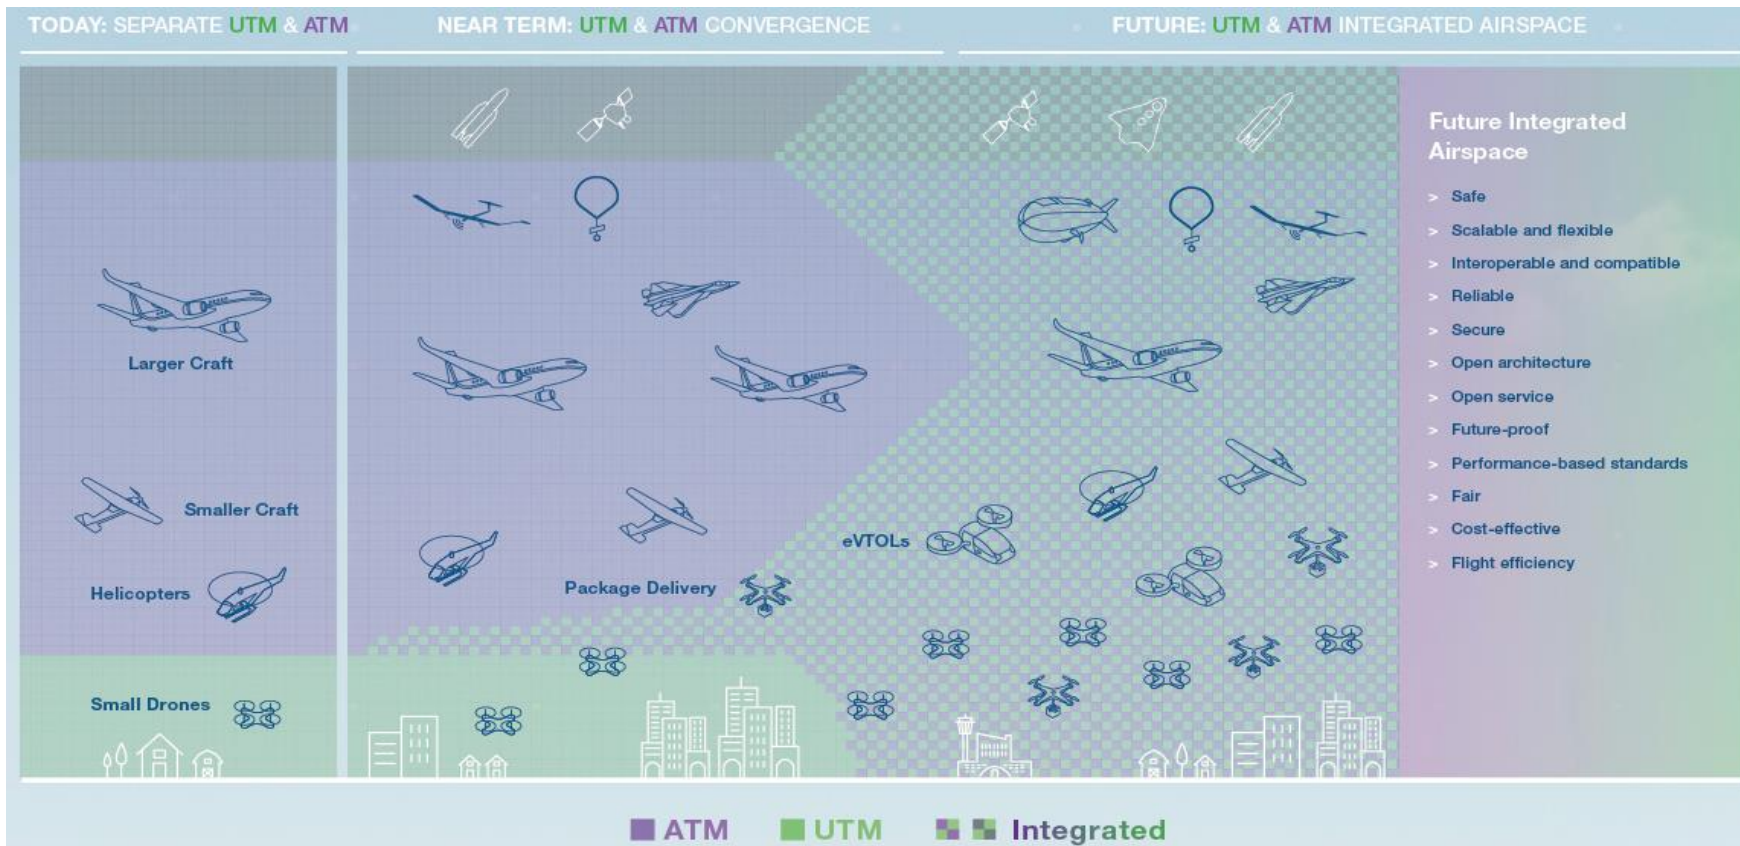 TODAY: SEPARATE UTM & ATM
NEAR TERM: UTM & ATM CONVERGENCE
FUTURE: UTM & ATM INTEGRATED AIRSPACE
Larger Craft
Smaller Craft
Helicopters
Small Drones
Package Delivery
eVTOLs
Future Integrated
Airspace
> Safe
> Scalable and flexible
> Interoperable and compatible
> Reliable
> Secure
> Open architecture
> Open service
> Future-proof
> Performance-based standards
> Fair
> Cost-effective
> Flight efficiency
ATM
UTM
Integrated